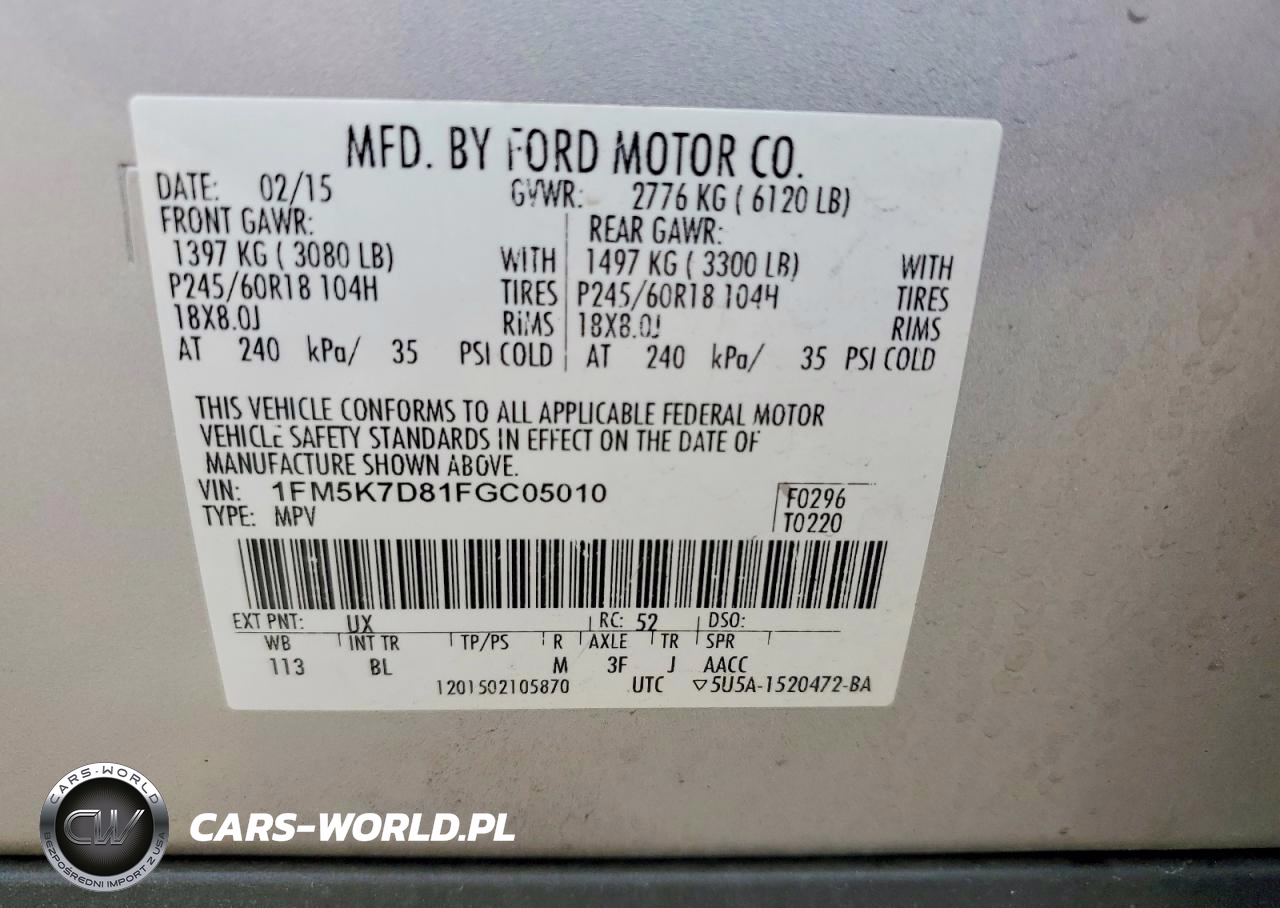 MFD. BY FORD MOTOR CO.
DATE: 02/15 GVWR: 2776 KG ( 6120 LB)
FRONT GAWR: REAR GAWR:
1397 KG ( 3080 LB) WITH 1497 KG ( 3300 LB) WITH
P245/60R18 104H TIRES P245/60R18 104H TIRES
18X8.0J RIMS 18X8.0J RIMS
AT 240 kPa/ 35 PSI COLD AT 240 kPa/ 35 PSI COLD
THIS VEHICLE CONFORMS TO ALL APPLICABLE FEDERAL MOTOR
VEHICLE SAFETY STANDARDS IN EFFECT ON THE DATE OF
MANUFACTURE SHOWN ABOVE.
VIN: 1FM5K7D81FGC05010 F0296
TYPE: MPV T0220
EXT PNT: UX RC: 52 DSO:
WB INT TR TP/PS R AXLE TR SPR
113 BL M 3F J AACC
1201502105870 UTC ▽5U5A-1520472-BA
CARS-WORLD
CW
BEZPOŚREDNI IMPORT Z USA
CARS-WORLD.PL